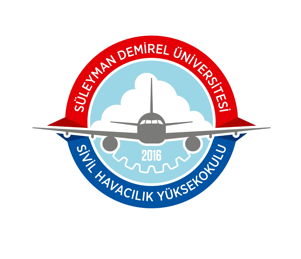 SÜLEYMAN DEMİREL ÜNİVERSİTESİ
2016
SİVİL HAVACILIK YÜKSEKOKULU